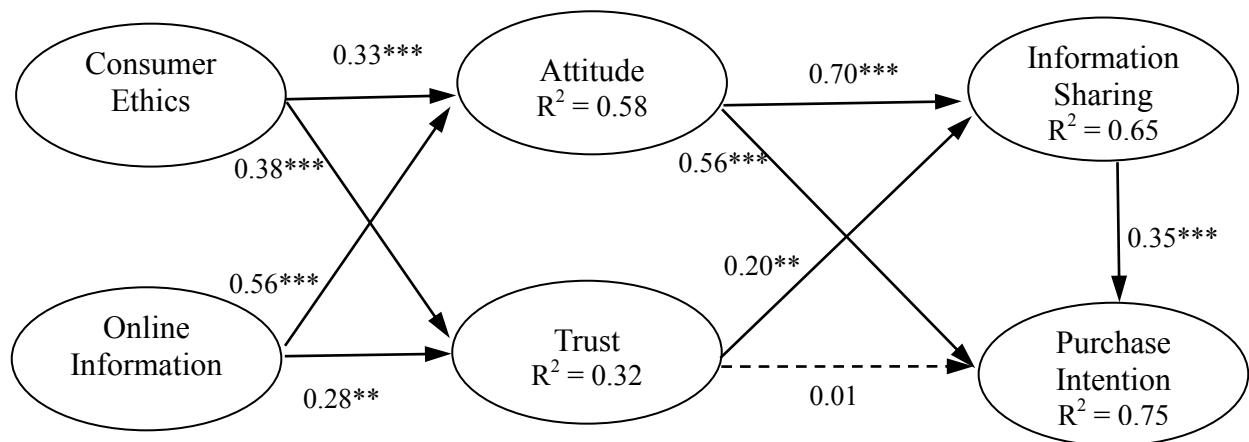 Consumer
Ethics
0.33***
Attitude
R² = 0.58
0.70***
Information
Sharing
R² = 0.65
0.38***
0.56***
0.35***
0.56***
0.20**
Online
Information
0.28**
Trust
R² = 0.32
0.01
Purchase
Intention
R² = 0.75